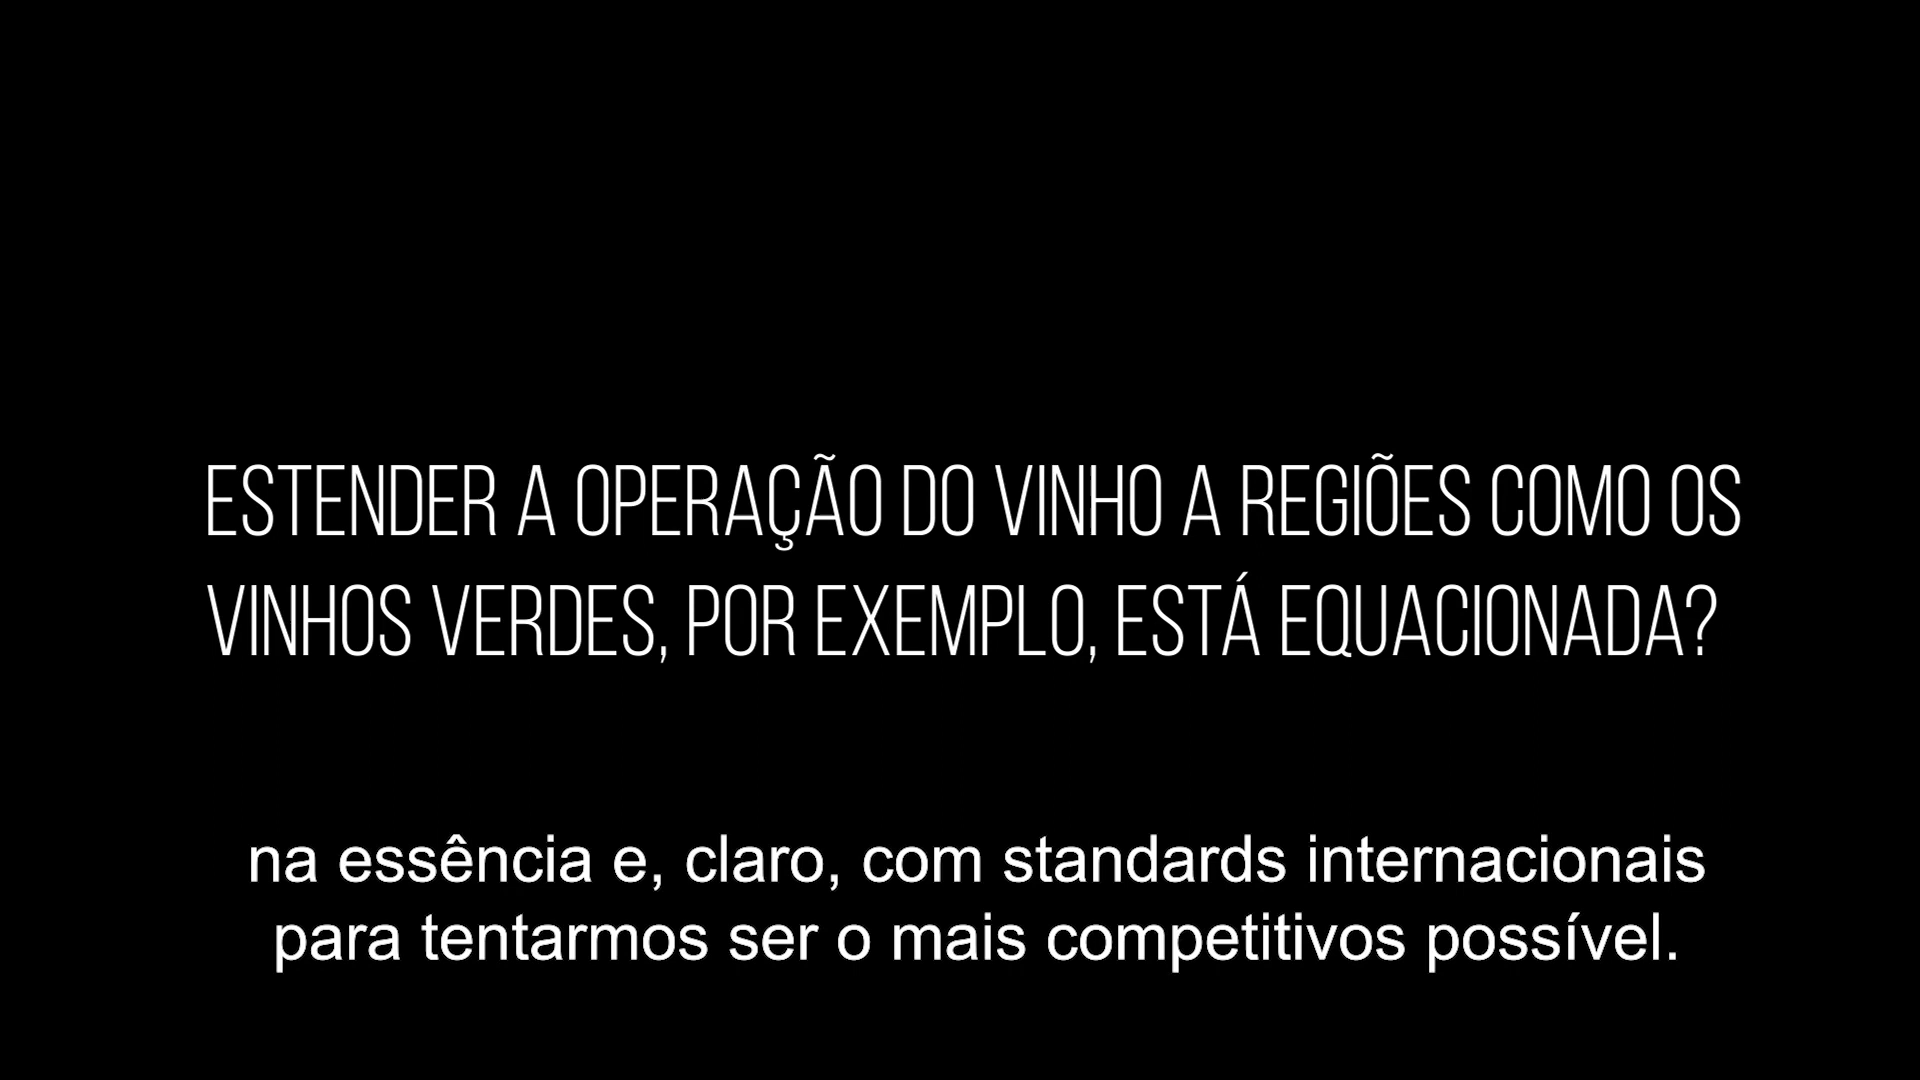 ESTENDER A OPERAÇÃO DO VINHO A REGIÕES COMO OS
VINHOS VERDES, POR EXEMPLO, ESTÁ EQUACIONADA?
na essência e, claro, com standards internacionais
para tentarmos ser o mais competitivos possível.